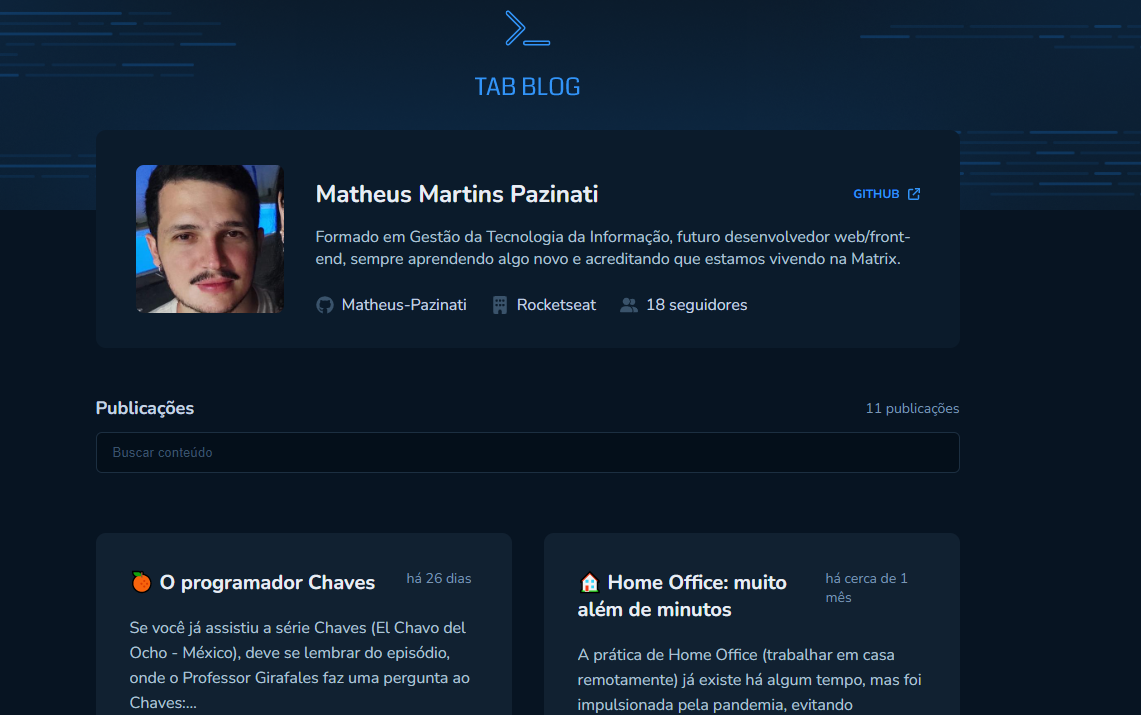 TAB BLOG
Matheus Martins Pazinati
GITHUB
Formado em Gestão da Tecnologia da Informação, futuro desenvolvedor web/front-
end, sempre aprendendo algo novo e acreditando que estamos vivendo na Matrix.
Matheus-Pazinati Rocketseat 18 seguidores
Publicações
11 publicações
Buscar conteúdo
🍊 O programador Chaves
há 26 dias
Se você já assistiu a série Chaves (El Chavo del
Ocho - México), deve se lembrar do episódio,
onde o Professor Girafales faz uma pergunta ao
Chaves:...
🏠 Home Office: muito
além de minutos
há cerca de 1
mês
A prática de Home Office (trabalhar em casa
remotamente) já existe há algum tempo, mas foi
impulsionada pela pandemia, evitando